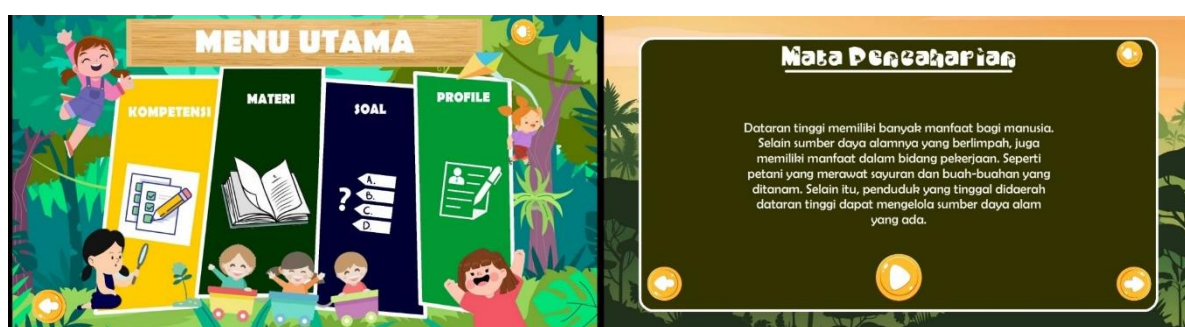 MENU UTAMA
KOMPETENSI
MATERI
SOAL
PROFILE
?
A.
B.
C.
D.
Mata Pencaharian
Dataran tinggi memiliki banyak manfaat bagi manusia.
Selain sumber daya alamnya yang berlimpah, juga
memiliki manfaat dalam bidang pekerjaan. Seperti
petani yang merawat sayuran dan buah-buahan yang
ditanam. Selain itu, penduduk yang tinggal didaerah
dataran tinggi dapat mengelola sumber daya alam
yang ada.